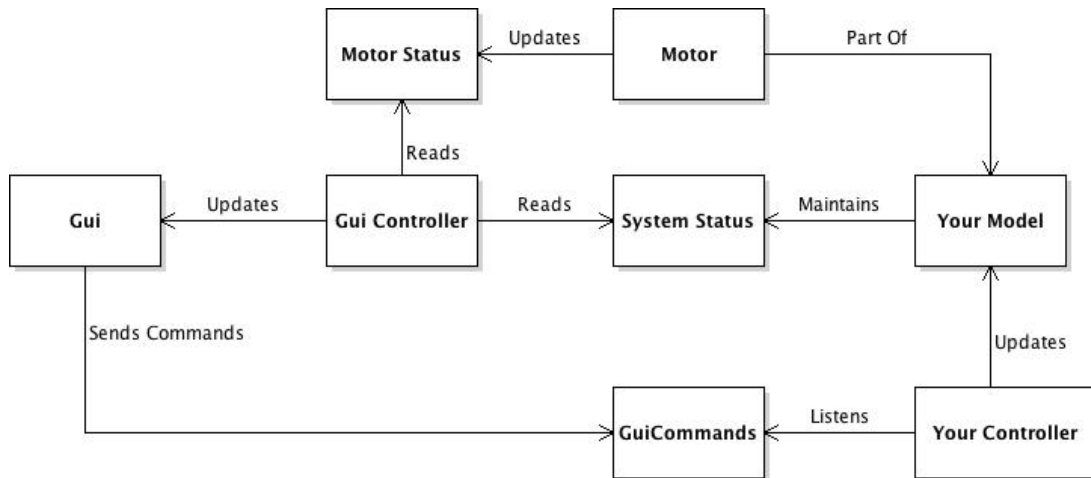 Motor Status
Updates
Motor
Part Of
Reads
Gui
Updates
Gui Controller
Reads
System Status
Maintains
Your Model
Sends Commands
Updates
GuiCommands
Listens
Your Controller